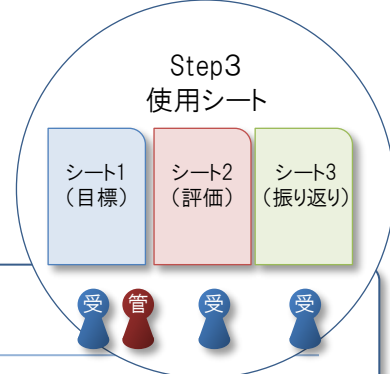 Step3
使用シート
シート1
（目標）
シート2
（評価）
シート3
（振り返り）
受
管
受
受